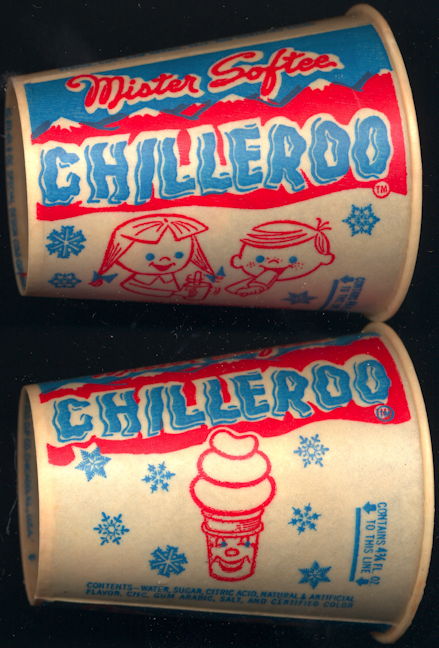 Mister Softee
CHILLEROO
TM
CHILLEROO
TM
CONTAINS 4¾ FL. OZ.
TO THIS LINE
CONTENTS—WATER, SUGAR, CITRIC ACID, NATURAL & ARTIFICIAL
FLAVOR, CMC, GUM ARABIC, SALT, AND CERTIFIED COLOR